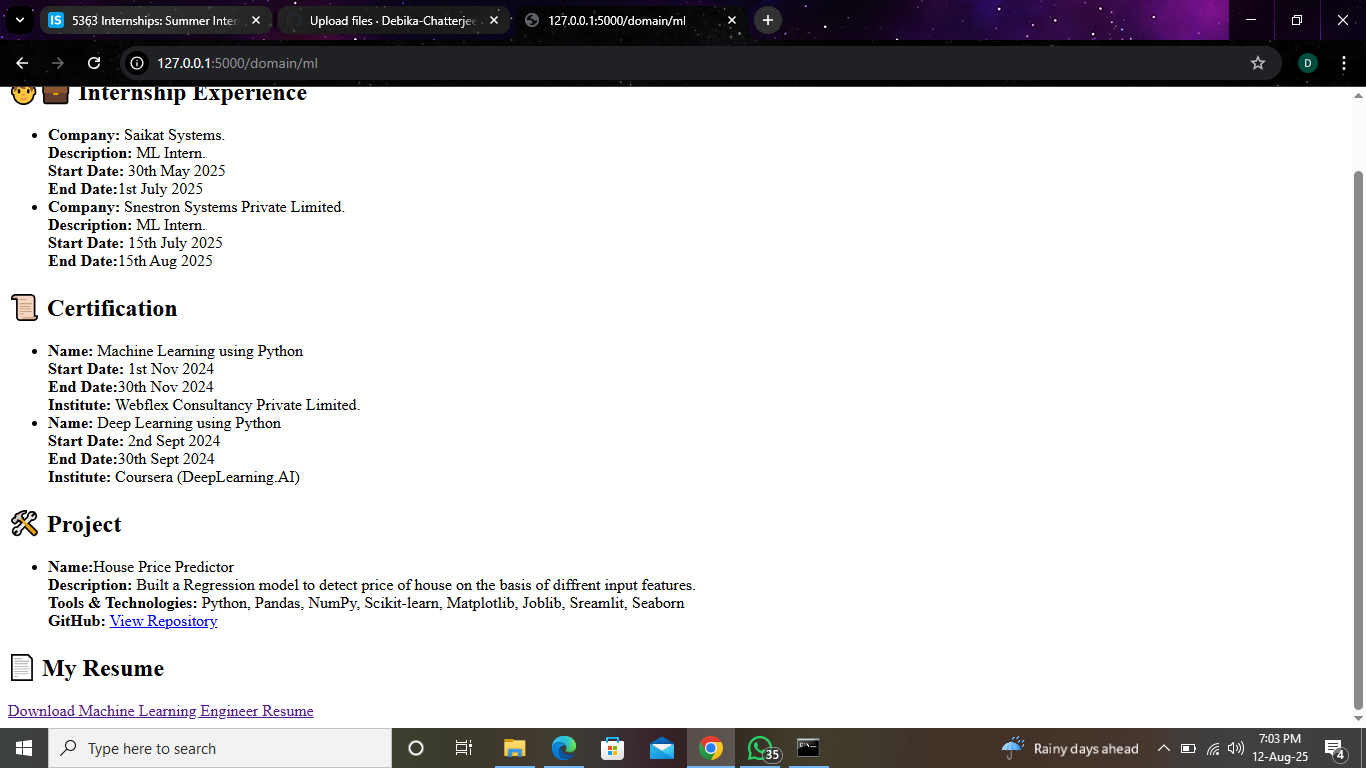 5363 Internships: Summer Inter
Upload files · Debika-Chatterjee
127.0.0.1:5000/domain/ml
127.0.0.1:5000/domain/ml
D
Internship Experience
Company: Saikat Systems.
Description: ML Intern.
Start Date: 30th May 2025
End Date:1st July 2025
Company: Snestron Systems Private Limited.
Description: ML Intern.
Start Date: 15th July 2025
End Date:15th Aug 2025
Certification
Name: Machine Learning using Python
Start Date: 1st Nov 2024
End Date:30th Nov 2024
Institute: Webflex Consultancy Private Limited.
Name: Deep Learning using Python
Start Date: 2nd Sept 2024
End Date:30th Sept 2024
Institute: Coursera (DeepLearning.AI)
Project
Name:House Price Predictor
Description: Built a Regression model to detect price of house on the basis of diffrent input features.
Tools & Technologies: Python, Pandas, NumPy, Scikit-learn, Matplotlib, Joblib, Sreamlit, Seaborn
GitHub: View Repository
My Resume
Download Machine Learning Engineer Resume
Type here to search
35
Rainy days ahead
7:03 PM
12-Aug-25
4